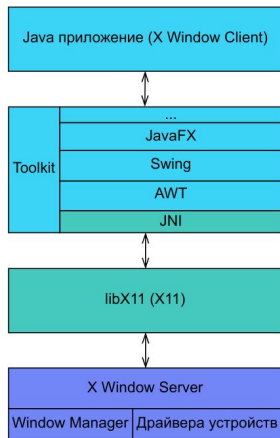 Java приложение (X Window Client)
...
JavaFX
Toolkit
Swing
AWT
JNI
libX11 (X11)
X Window Server
Window Manager
Драйвера устройств